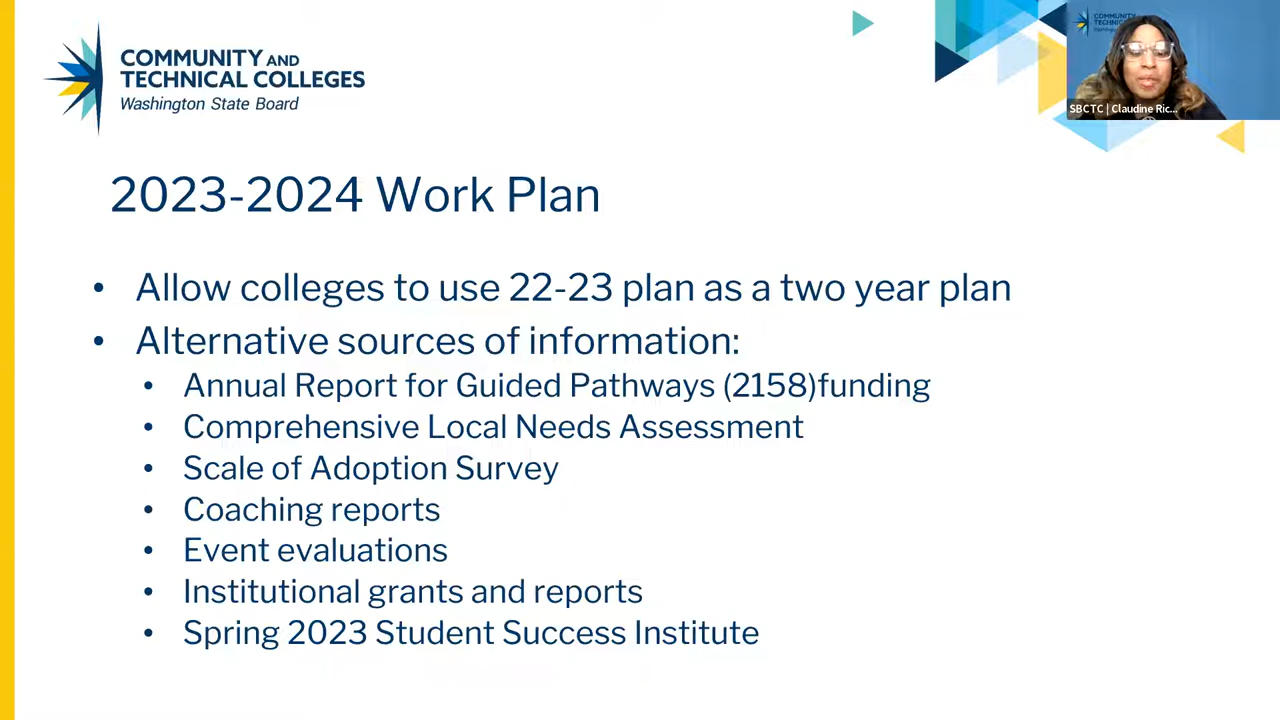 COMMUNITY AND
TECHNICAL COLLEGES
Washington State Board
COMMUNITY
SBCTC | Claudine Ric...
2023-2024 Work Plan
• Allow colleges to use 22-23 plan as a two year plan
• Alternative sources of information:
• Annual Report for Guided Pathways (2158)funding
• Comprehensive Local Needs Assessment
• Scale of Adoption Survey
• Coaching reports
• Event evaluations
• Institutional grants and reports
• Spring 2023 Student Success Institute